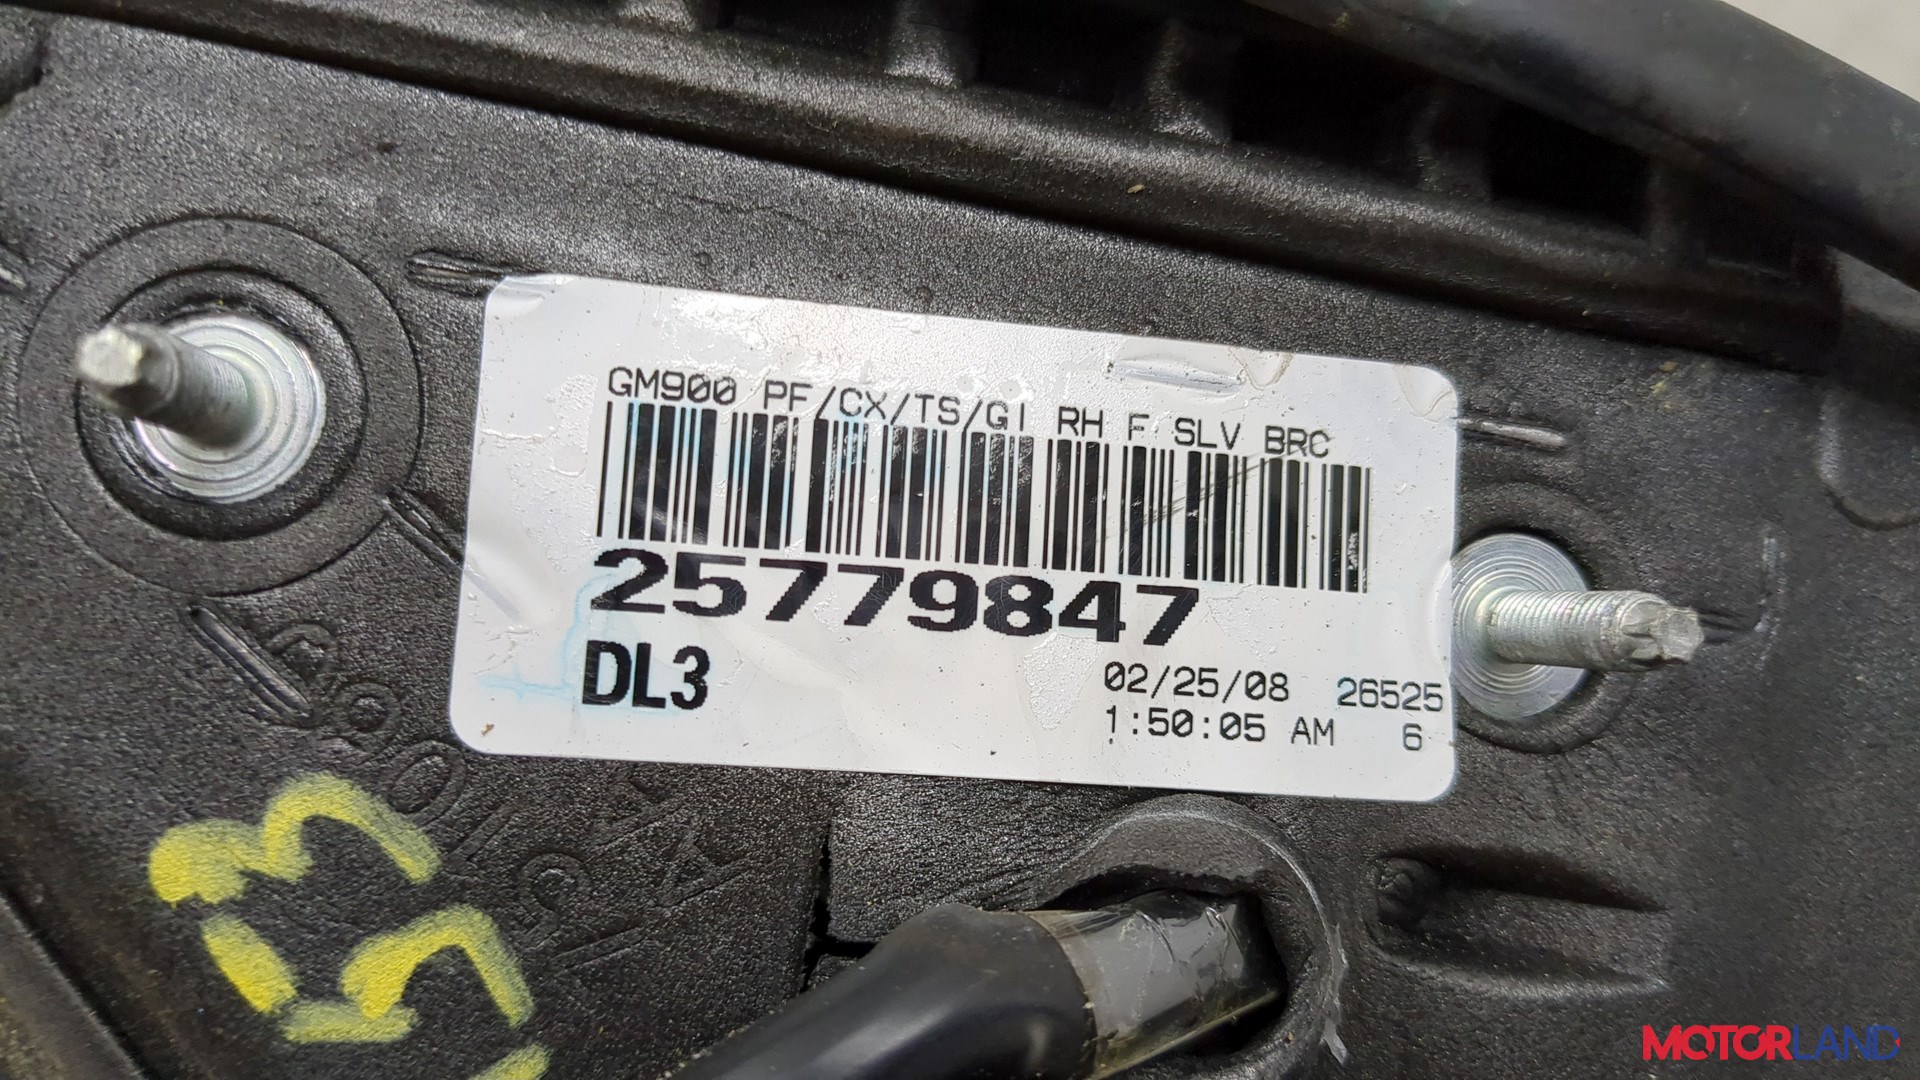 GM900 PF/CX/TS/GI RH F SLV BRC
25779847
DL3
02/25/08 26525
1:50:05 AM 6
MOTORLAND